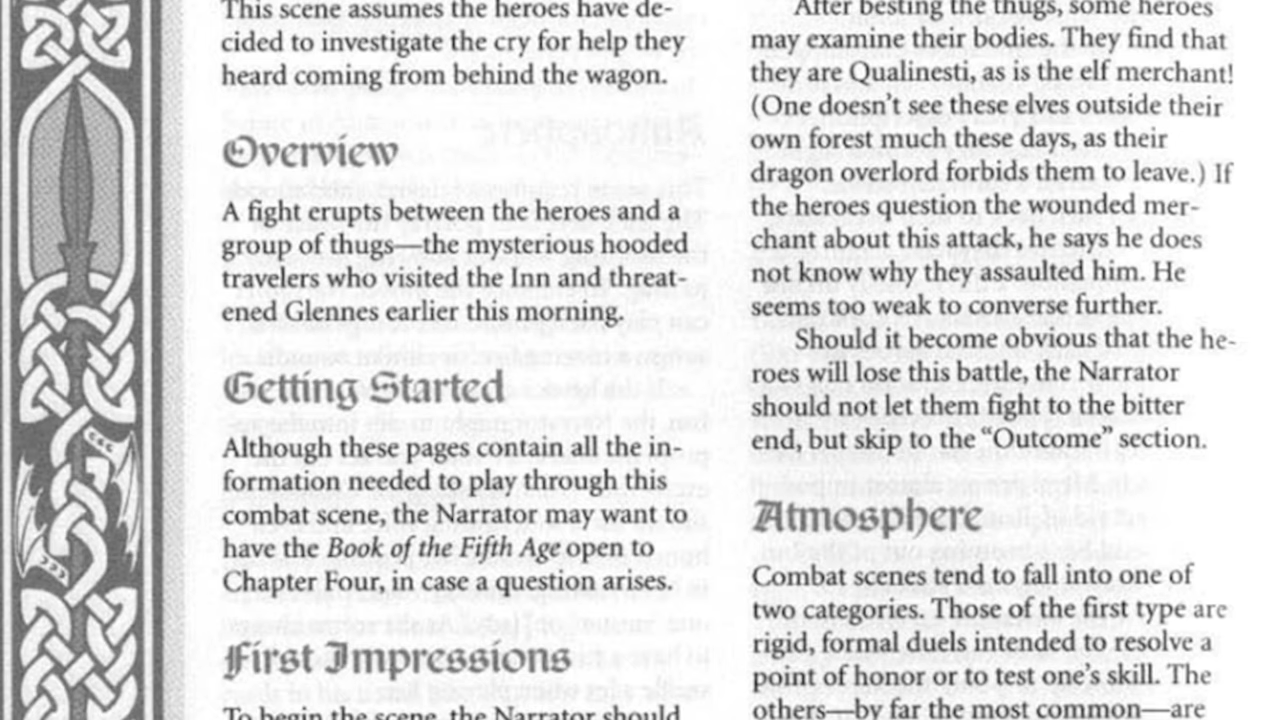 This scene assumes the heroes have de-
cided to investigate the cry for help they
heard coming from behind the wagon.
Overview
A fight erupts between the heroes and a
group of thugs—the mysterious hooded
travelers who visited the Inn and threat-
ened Glennes earlier this morning.
Getting Started
Although these pages contain all the in-
formation needed to play through this
combat scene, the Narrator may want to
have the Book of the Fifth Age open to
Chapter Four, in case a question arises.
First Impressions
To begin the scene, the Narrator should
After besting the thugs, some heroes
may examine their bodies. They find that
they are Qualinesti, as is the elf merchant!
(One doesn't see these elves outside their
own forest much these days, as their
dragon overlord forbids them to leave.) If
the heroes question the wounded mer-
chant about this attack, he says he does
not know why they assaulted him. He
seems too weak to converse further.
Should it become obvious that the he-
roes will lose this battle, the Narrator
should not let them fight to the bitter
end, but skip to the “Outcome” section.
Atmosphere
Combat scenes tend to fall into one of
two categories. Those of the first type are
rigid, formal duels intended to resolve a
point of honor or to test one's skill. The
others—by far the most common—are